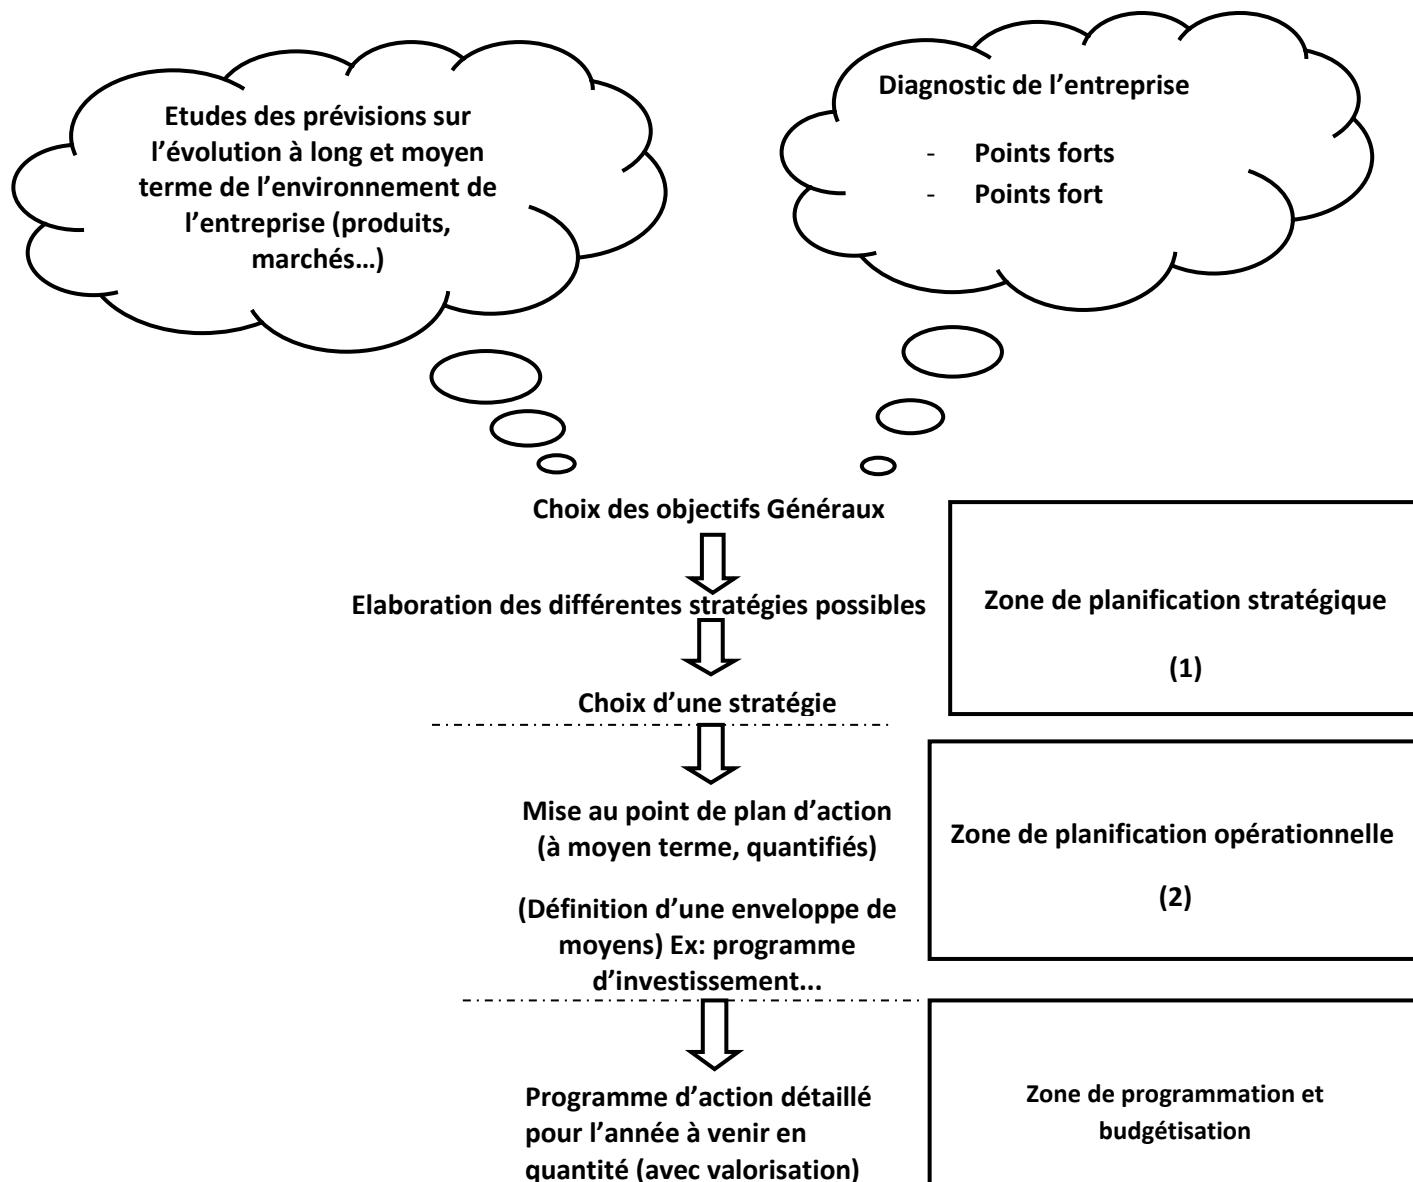 Etudes des prévisions sur
l’évolution à long et moyen
terme de l’environnement de
l’entreprise (produits,
marchés…)
Diagnostic de l’entreprise
- Points forts
- Points fort
Choix des objectifs Généraux
Elaboration des différentes stratégies possibles
Choix d’une stratégie
Zone de planification stratégique
(1)
Mise au point de plan d’action
(à moyen terme, quantifiés)
(Définition d’une enveloppe de
moyens) Ex: programme
d’investissement...
Zone de planification opérationnelle
(2)
Programme d’action détaillé
pour l’année à venir en
quantité (avec valorisation)
Zone de programmation et
budgétisation